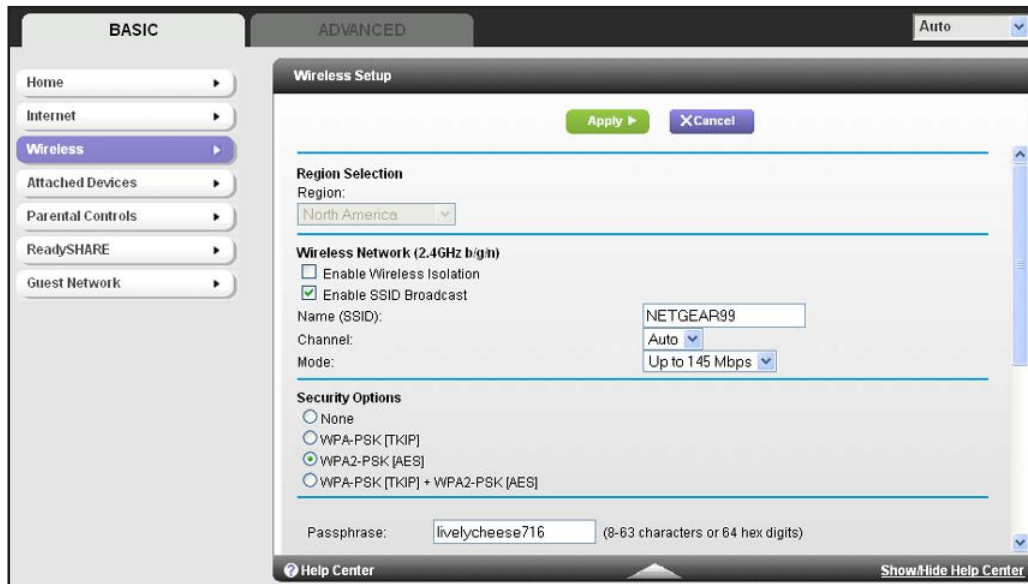 BASIC
ADVANCED
Auto
Home
Internet
Wireless
Attached Devices
Parental Controls
ReadySHARE
Guest Network
Wireless Setup
Apply
Cancel
Region Selection
Region:
North America
Wireless Network (2.4GHz b/g/n)
Enable Wireless Isolation
Enable SSID Broadcast
Name (SSID): NETGEAR99
Channel: Auto
Mode: Up to 145 Mbps
Security Options
None
WPA-PSK [TKIP]
WPA2-PSK [AES]
WPA-PSK [TKIP] + WPA2-PSK [AES]
Passphrase: livelycheese716 (8-63 characters or 64 hex digits)
Help Center
Show/Hide Help Center